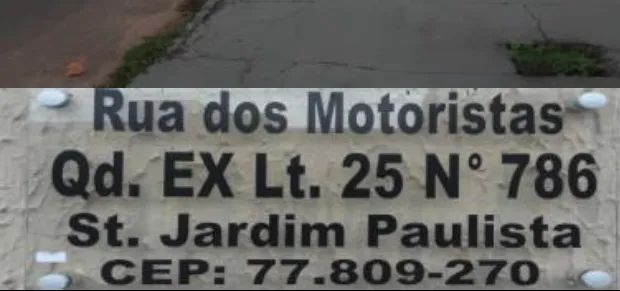 Rua dos Motoristas
Qd. EX Lt. 25 N° 786
St. Jardim Paulista
CEP: 77.809-270